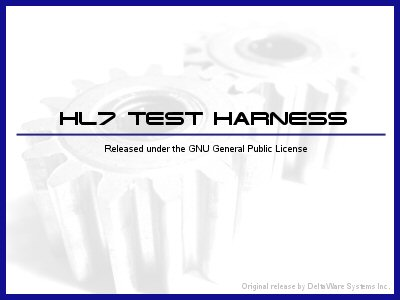 HL7 TEST HARNESS
Released under the GNU General Public License
Original release by DeltaWare Systems Inc.